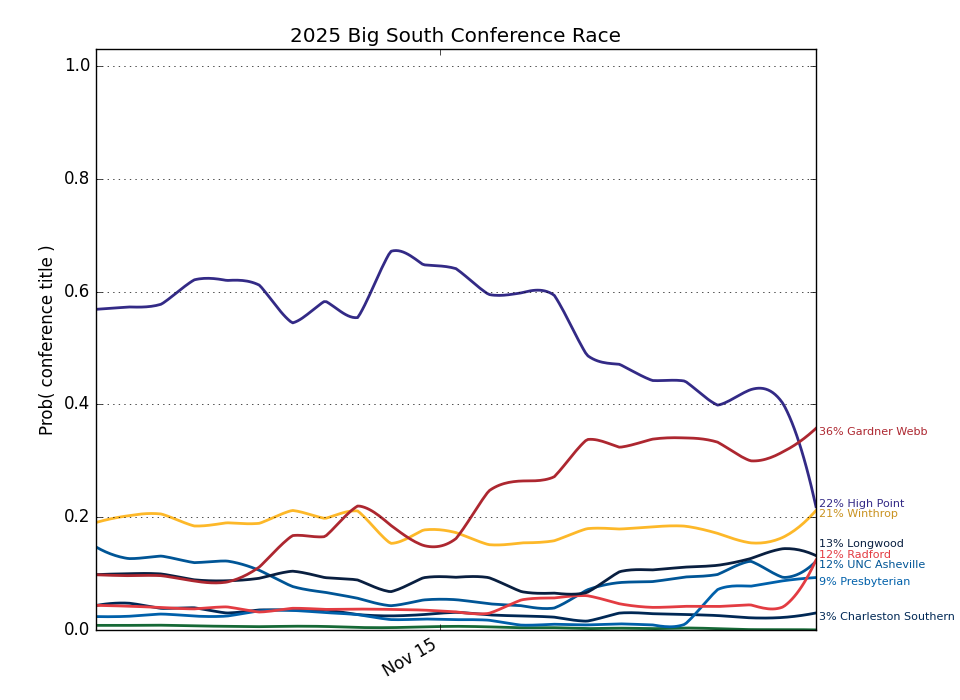 2025 Big South Conference Race
Prob( conference title )
1.0
0.8
0.6
0.4
0.2
0.0
Nov 15
36% Gardner Webb
22% High Point
21% Winthrop
13% Longwood
12% Radford
12% UNC Asheville
9% Presbyterian
3% Charleston Southern